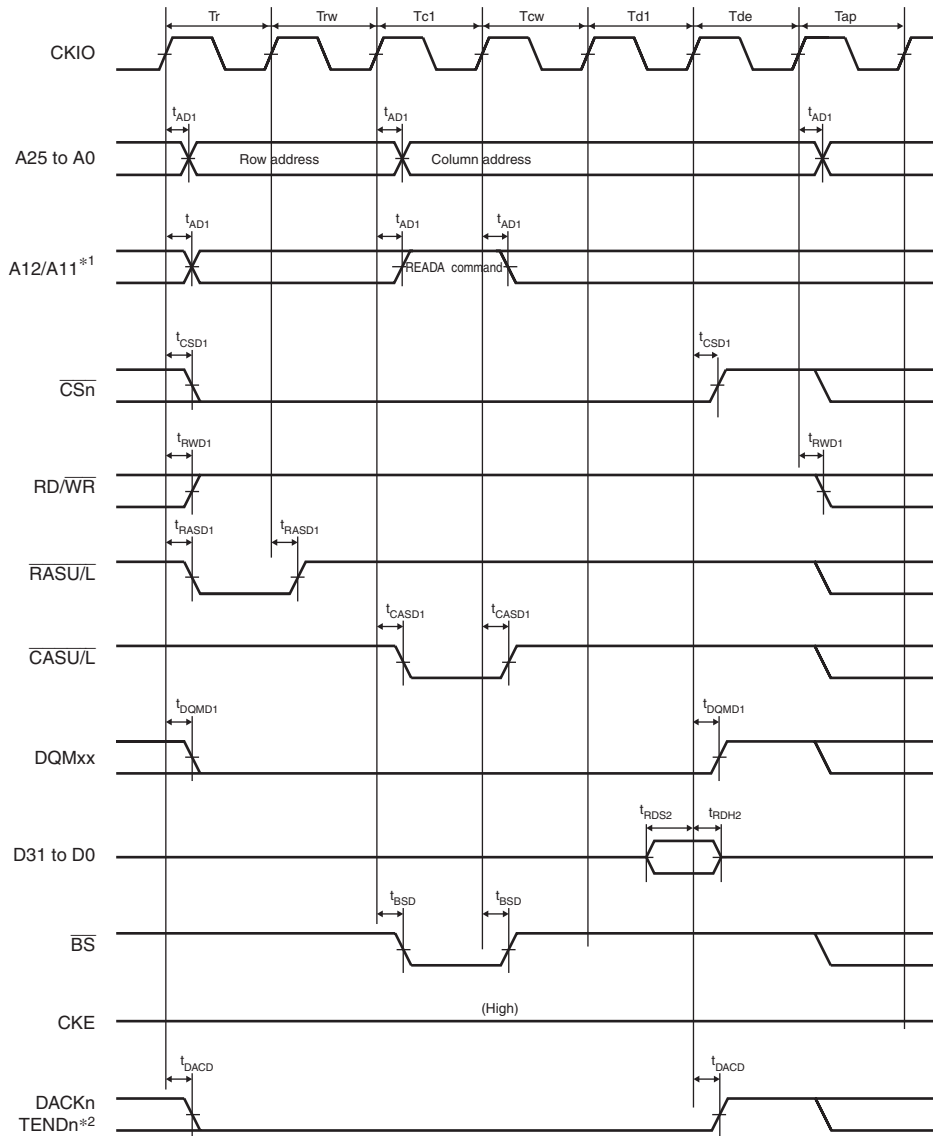 Tr Trw Tc1 Tcw Td1 Tde Tap
CKIO
tAD1 tAD1 tAD1
A25 to A0 Row address Column address
tAD1 tAD1 tAD1
A12/A11*1 READA command
tCSD1 tCSD1
CSn
tRWD1 tRWD1
RD/WR
tRASD1 tRASD1
RASU/L
tCASD1 tCASD1
CASU/L
tDQMD1 tDQMD1
DQMxx
tRDS2 tRDH2
D31 to D0
tBSD tBSD
BS
(High)
CKE
tDACD tDACD
DACKn
TENDn*2